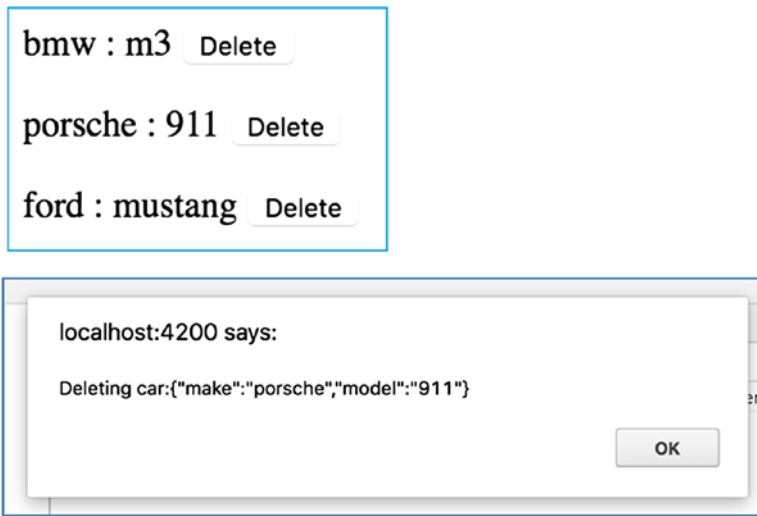 bmw : m3 Delete
porsche : 911 Delete
ford : mustang Delete
localhost:4200 says:
Deleting car:{"make":"porsche","model":"911"}
OK